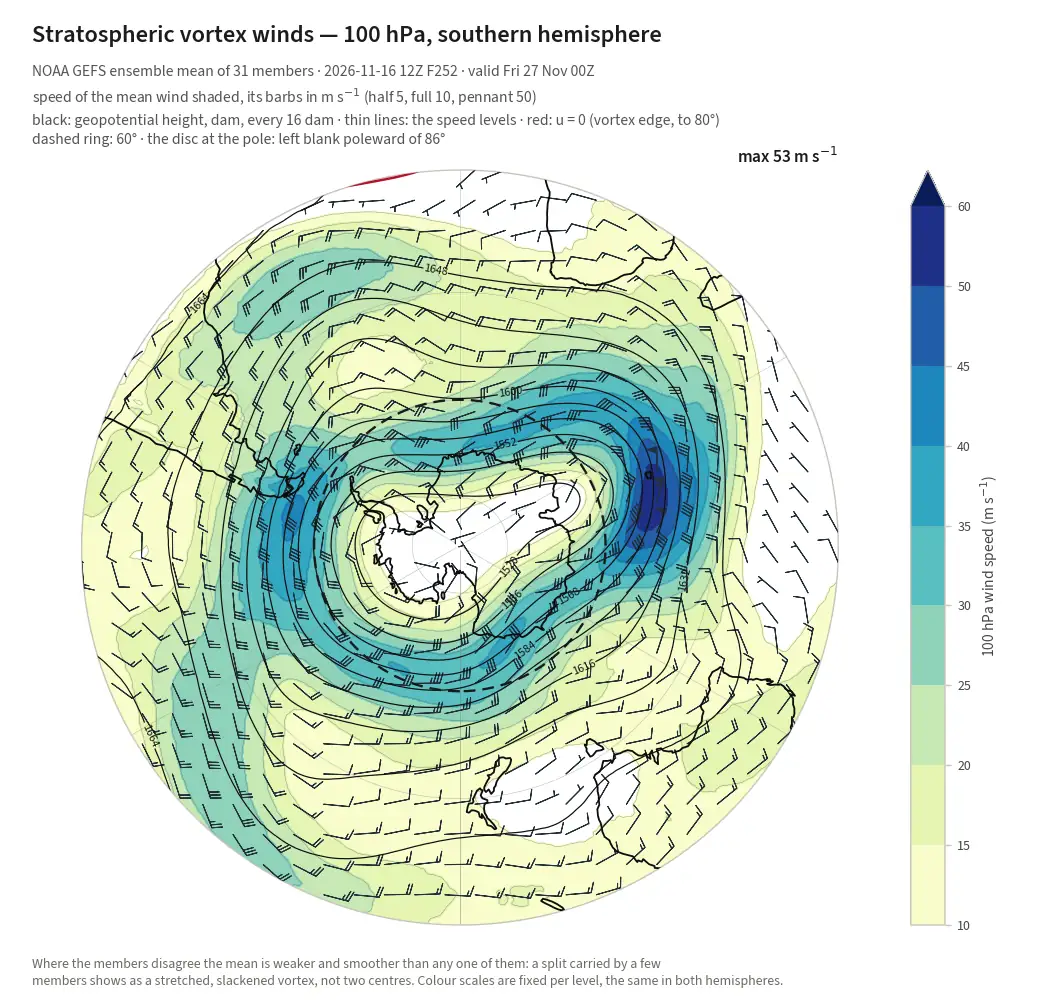 Stratospheric vortex winds — 100 hPa, southern hemisphere
NOAA GEFS ensemble mean of 31 members · 2026-11-16 12Z F252 · valid Fri 27 Nov 00Z
speed of the mean wind shaded, its barbs in m s⁻¹ (half 5, full 10, pennant 50)
black: geopotential height, dam, every 16 dam · thin lines: the speed levels · red: u = 0 (vortex edge, to 80°)
dashed ring: 60° · the disc at the pole: left blank poleward of 86°
max 53 m s⁻¹
60
50
45
40
35
30
25
20
15
10
100 hPa wind speed (m s⁻¹)
1648
1664
1552
1632
1584
1616
1664
Where the members disagree the mean is weaker and smoother than any one of them: a split carried by a few
members shows as a stretched, slackened vortex, not two centres. Colour scales are fixed per level, the same in both hemispheres.